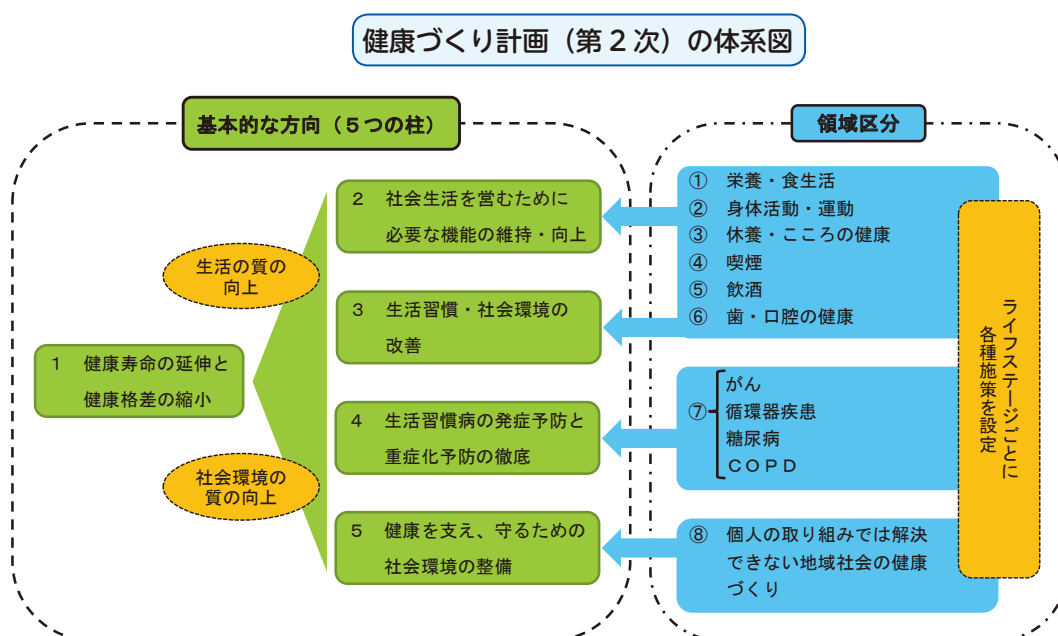 健康づくり計画（第２次）の体系図
基本的な方向（５つの柱）
領域区分
２　社会生活を営むために
必要な機能の維持・向上
生活の質の
向上
３　生活習慣・社会環境の
改善
１　健康寿命の延伸と
健康格差の縮小
４　生活習慣病の発症予防と
重症化予防の徹底
社会環境の
質の向上
５　健康を支え、守るための
社会環境の整備
①　栄養・食生活
②　身体活動・運動
③　休養・こころの健康
④　喫煙
⑤　飲酒
⑥　歯・口腔の健康
⑦
がん
循環器疾患
糖尿病
ＣＯＰＤ
⑧　個人の取り組みでは解決
できない地域社会の健康
づくり
ライフステージごとに
各種施策を設定